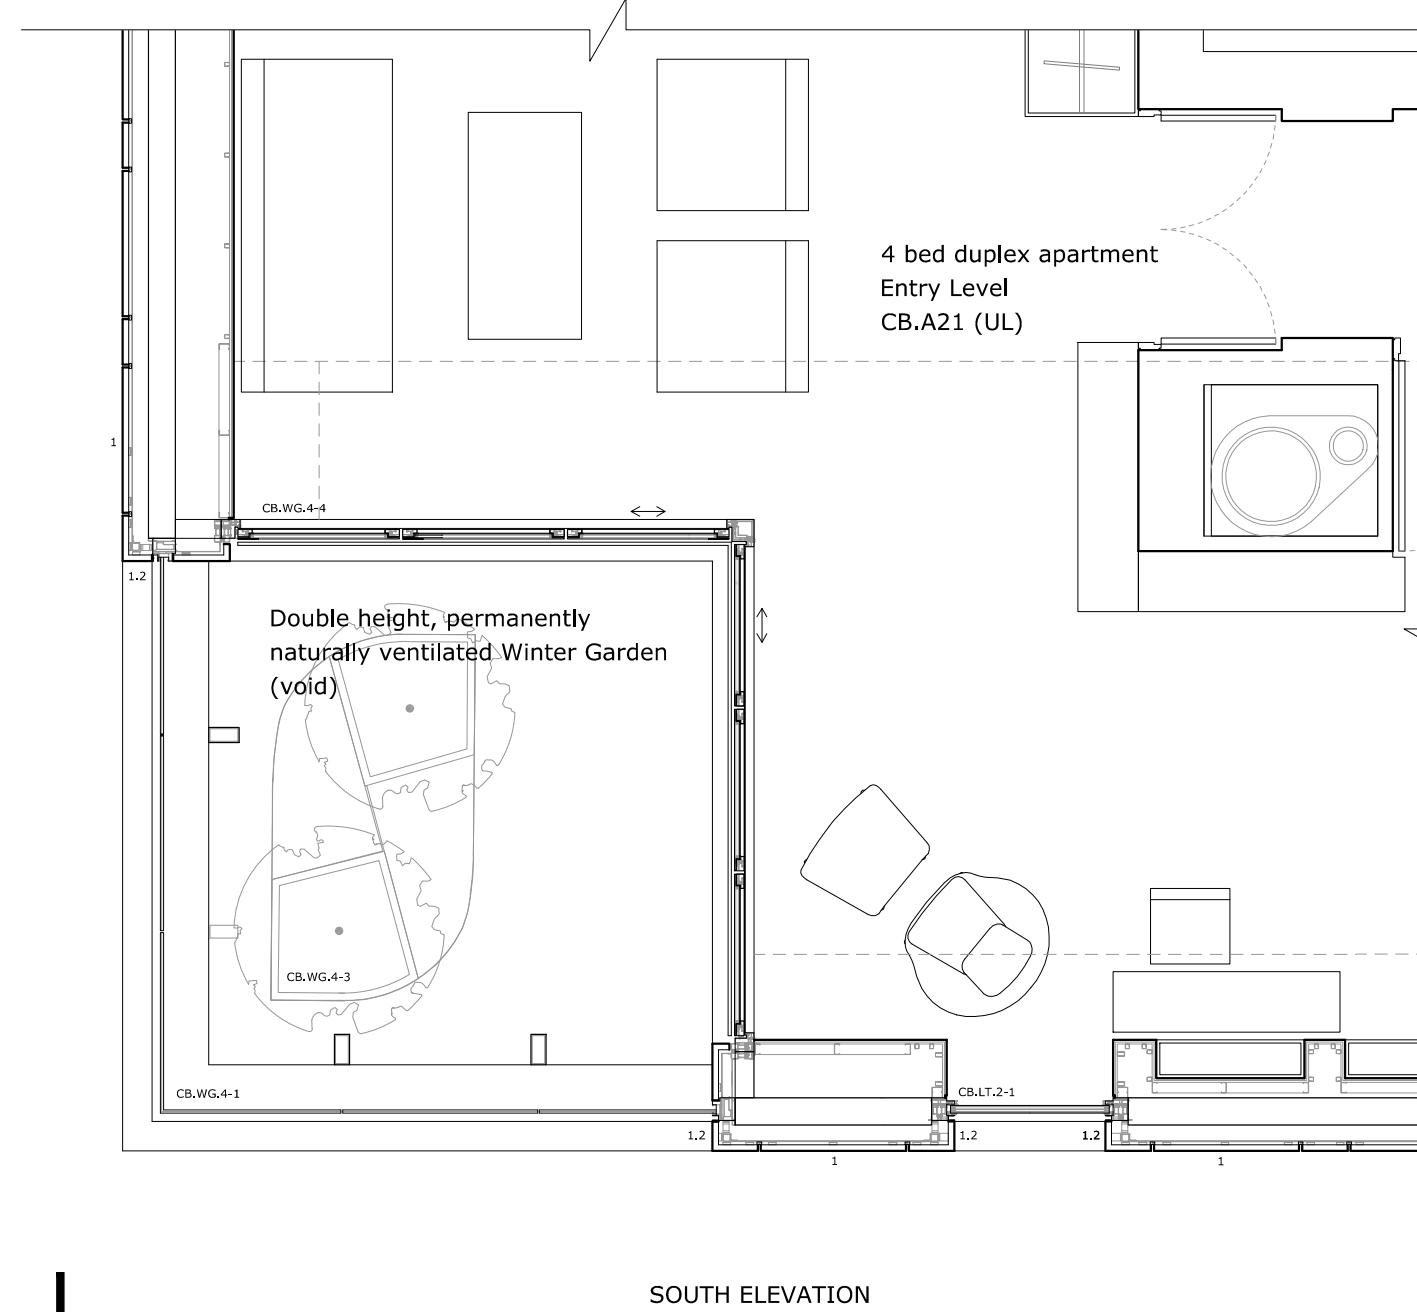 4 bed duplex apartment
Entry Level
CB.A21 (UL)
1
CB.WG.4-4
1.2
Double height, permanently
naturally ventilated Winter Garden
(void)
CB.WG.4-3
CB.WG.4-1
CB.LT.2-1
1.2
1.2
1.2
1
1
SOUTH ELEVATION